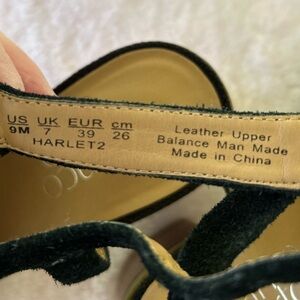 US UK EUR cm
9M 7 39 26
HARLET2
Leather Upper
Balance Man Made
Made in China